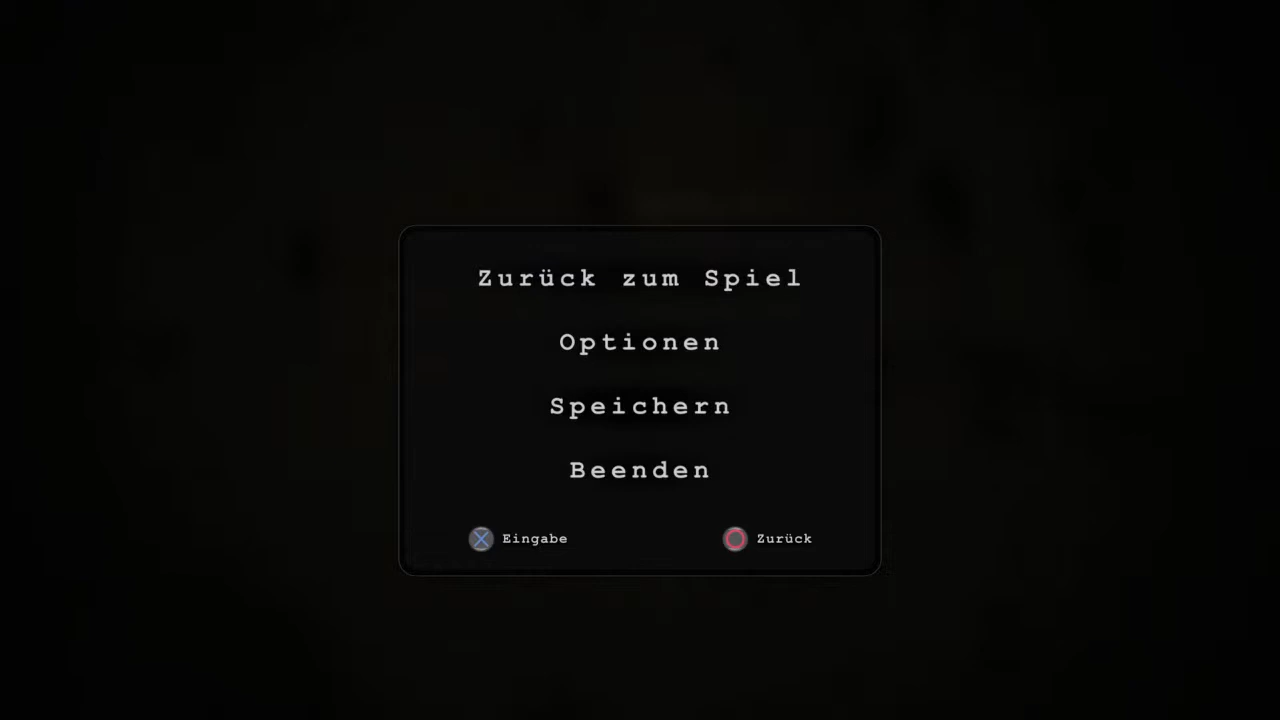 Zurück zum Spiel
Optionen
Speichern
Beenden
Eingabe Zurück